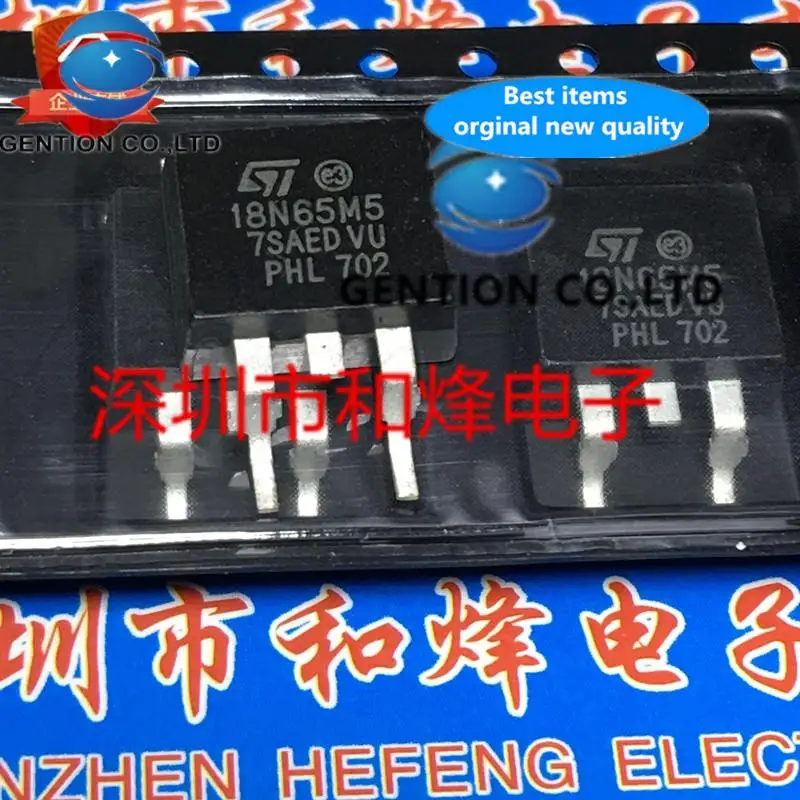 GENTION CO.,LTD
Best items
orginal new quality
ST e3
18N65M5
7SAED VU
PHL 702
ST e3
18N65M5
7SAED VU
PHL 702
GENTION CO.,LTD
深圳市和烽电子
圳市和烽电子
NZHEN HEFENG ELECT